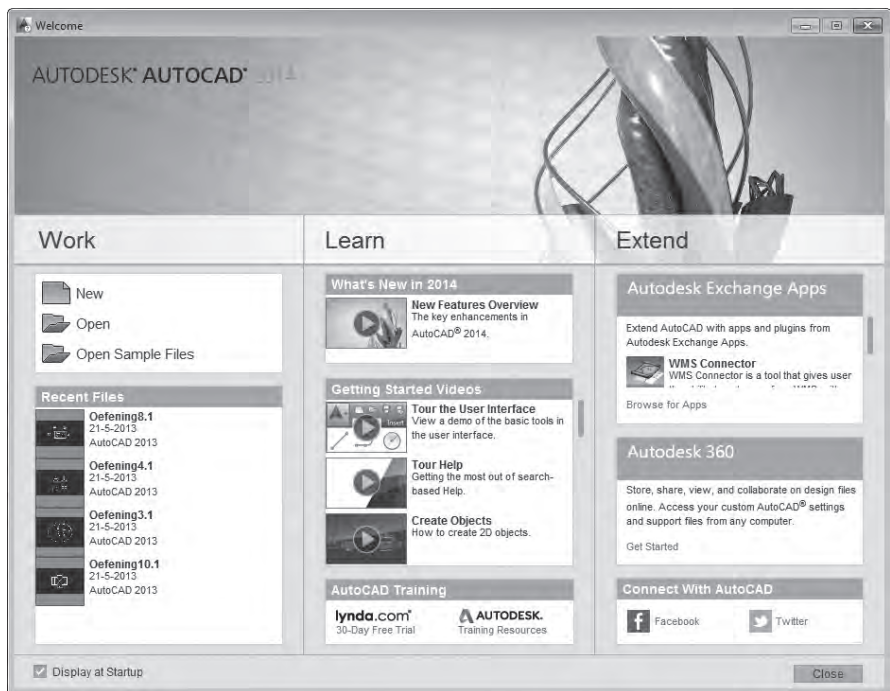 Welcome
AUTODESK® AUTOCAD® 2014
Work
Learn
Extend
New
Open
Open Sample Files
Recent Files
Oefening8.1
21-5-2013
AutoCAD 2013
Oefening4.1
21-5-2013
AutoCAD 2013
Oefening3.1
21-5-2013
AutoCAD 2013
Oefening10.1
21-5-2013
AutoCAD 2013
What's New in 2014
New Features Overview
The key enhancements in
AutoCAD® 2014.
Getting Started Videos
Insert
Tour the User Interface
View a demo of the basic tools in
the user interface.
Tour Help
Getting the most out of search-
based Help.
Create Objects
How to create 2D objects.
AutoCAD Training
lynda.com®
30-Day Free Trial
AUTODESK.
Training Resources
Autodesk Exchange Apps
Extend AutoCAD with apps and plugins from
Autodesk Exchange Apps.
WMS Connector
WMS Connector is a tool that gives user
Browse for Apps
Autodesk 360
Store, share, view, and collaborate on design files
online. Access your custom AutoCAD® settings
and support files from any computer.
Get Started
Connect With AutoCAD
Facebook
Twitter
Display at Startup
Close